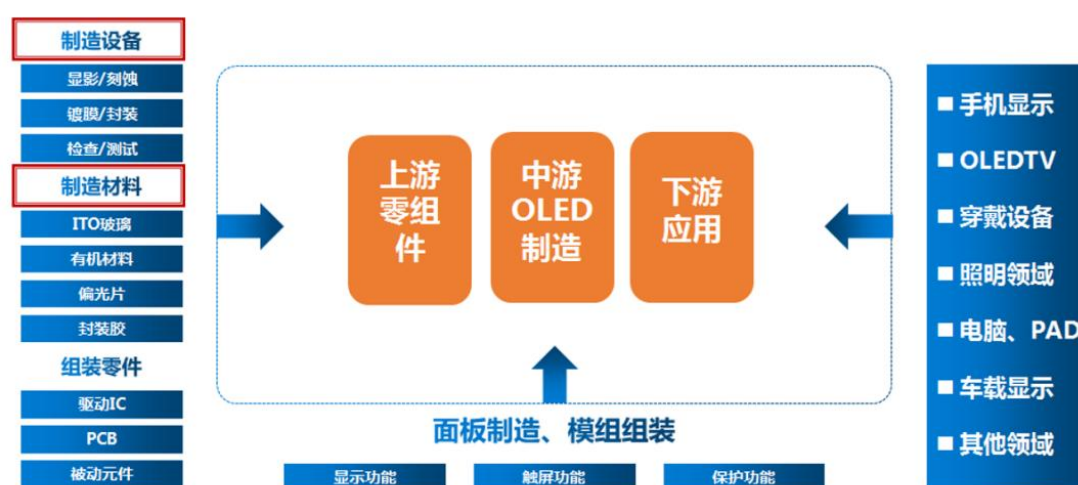 制造设备
显影/刻蚀
镀膜/封装
检查/测试
制造材料
ITO玻璃
有机材料
偏光片
封装胶
组装零件
驱动IC
PCB
被动元件
上游
零组
件
中游
OLED
制造
下游
应用
面板制造、模组组装
显示功能
触屏功能
保护功能
■ 手机显示
■ OLEDTV
■ 穿戴设备
■ 照明领域
■ 电脑、PAD
■ 车载显示
■ 其他领域